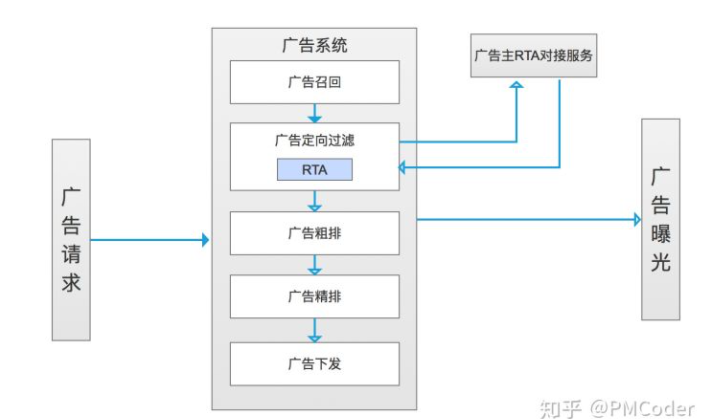 广告系统
广告主RTA对接服务
广告召回
广告定向过滤
RTA
广告请求
广告曝光
广告粗排
广告精排
广告下发
知乎 @PMCoder